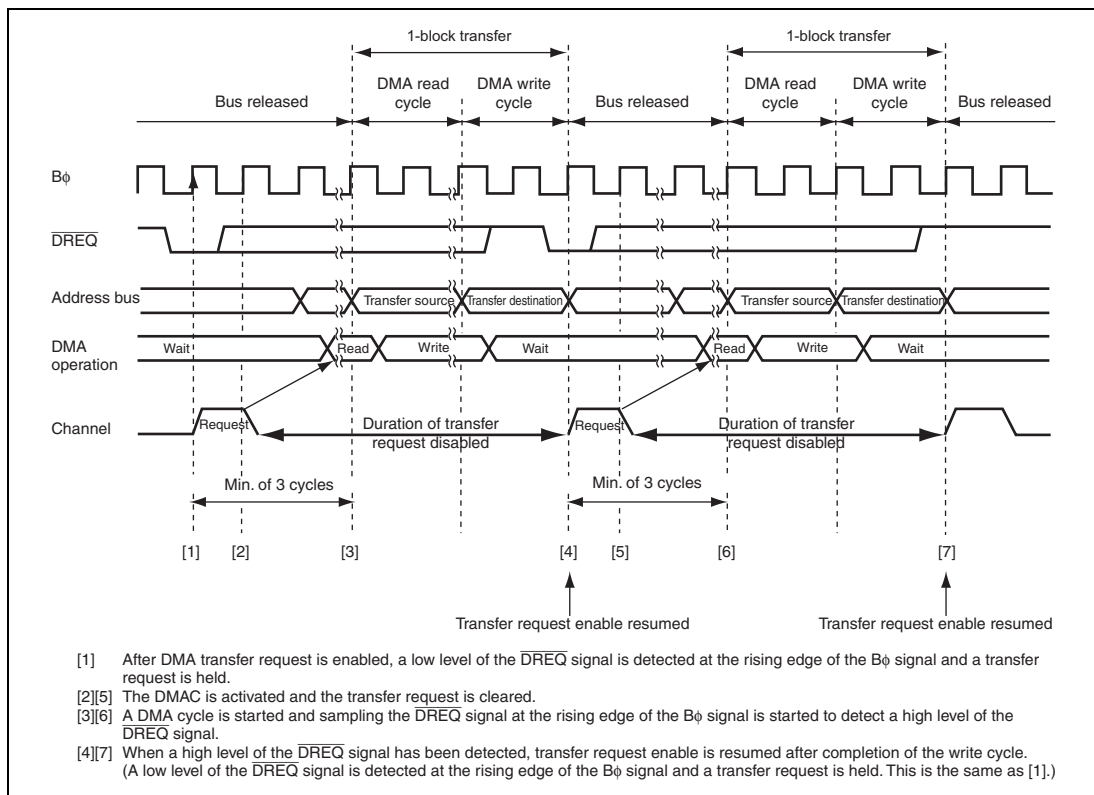 1-block transfer 1-block transfer
DMA read cycle DMA write cycle DMA read cycle DMA write cycle
Bus released Bus released Bus released
Bϕ
DREQ
Address bus Transfer source Transfer destination Transfer source Transfer destination
DMA operation Wait Read Write Wait Read Write Wait
Channel Request Duration of transfer request disabled Request Duration of transfer request disabled
Min. of 3 cycles Min. of 3 cycles
[1] [2] [3] [4] [5] [6] [7]
Transfer request enable resumed Transfer request enable resumed
[1] After DMA transfer request is enabled, a low level of the DREQ signal is detected at the rising edge of the Bϕ signal and a transfer
request is held.
[2][5] The DMAC is activated and the transfer request is cleared.
[3][6] A DMA cycle is started and sampling the DREQ signal at the rising edge of the Bϕ signal is started to detect a high level of the
DREQ signal.
[4][7] When a high level of the DREQ signal has been detected, transfer request enable is resumed after completion of the write cycle.
(A low level of the DREQ signal is detected at the rising edge of the Bϕ signal and a transfer request is held. This is the same as [1].)